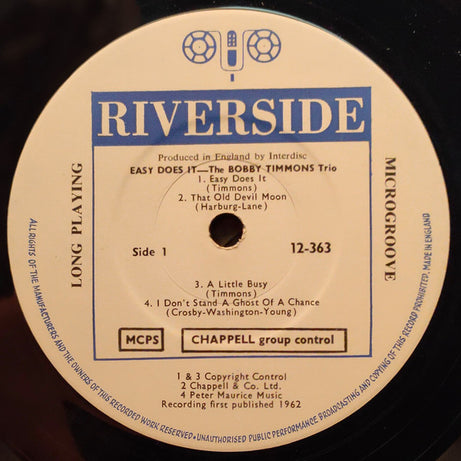 RIVERSIDE
Produced in England by Interdisc
EASY DOES IT—The BOBBY TIMMONS Trio
1. Easy Does It
(Timmons)
2. That Old Devil Moon
(Harburg-Lane)
LONG PLAYING
MICROGROOVE
Side 1
12-363
3. A Little Busy
(Timmons)
4. I Don't Stand A Ghost Of A Chance
(Crosby-Washington-Young)
MCPS
CHAPPELL group control
1 & 3 Copyright Control
2 Chappell & Co. Ltd.
4 Peter Maurice Music
Recording first published 1962
ALL RIGHTS OF THE MANUFACTURERS AND THE OWNERS OF THIS RECORDED WORK RESERVED • UNAUTHORISED PUBLIC PERFORMANCE BROADCASTING AND COPYING OF THIS RECORD PROHIBITED, MADE IN ENGLAND